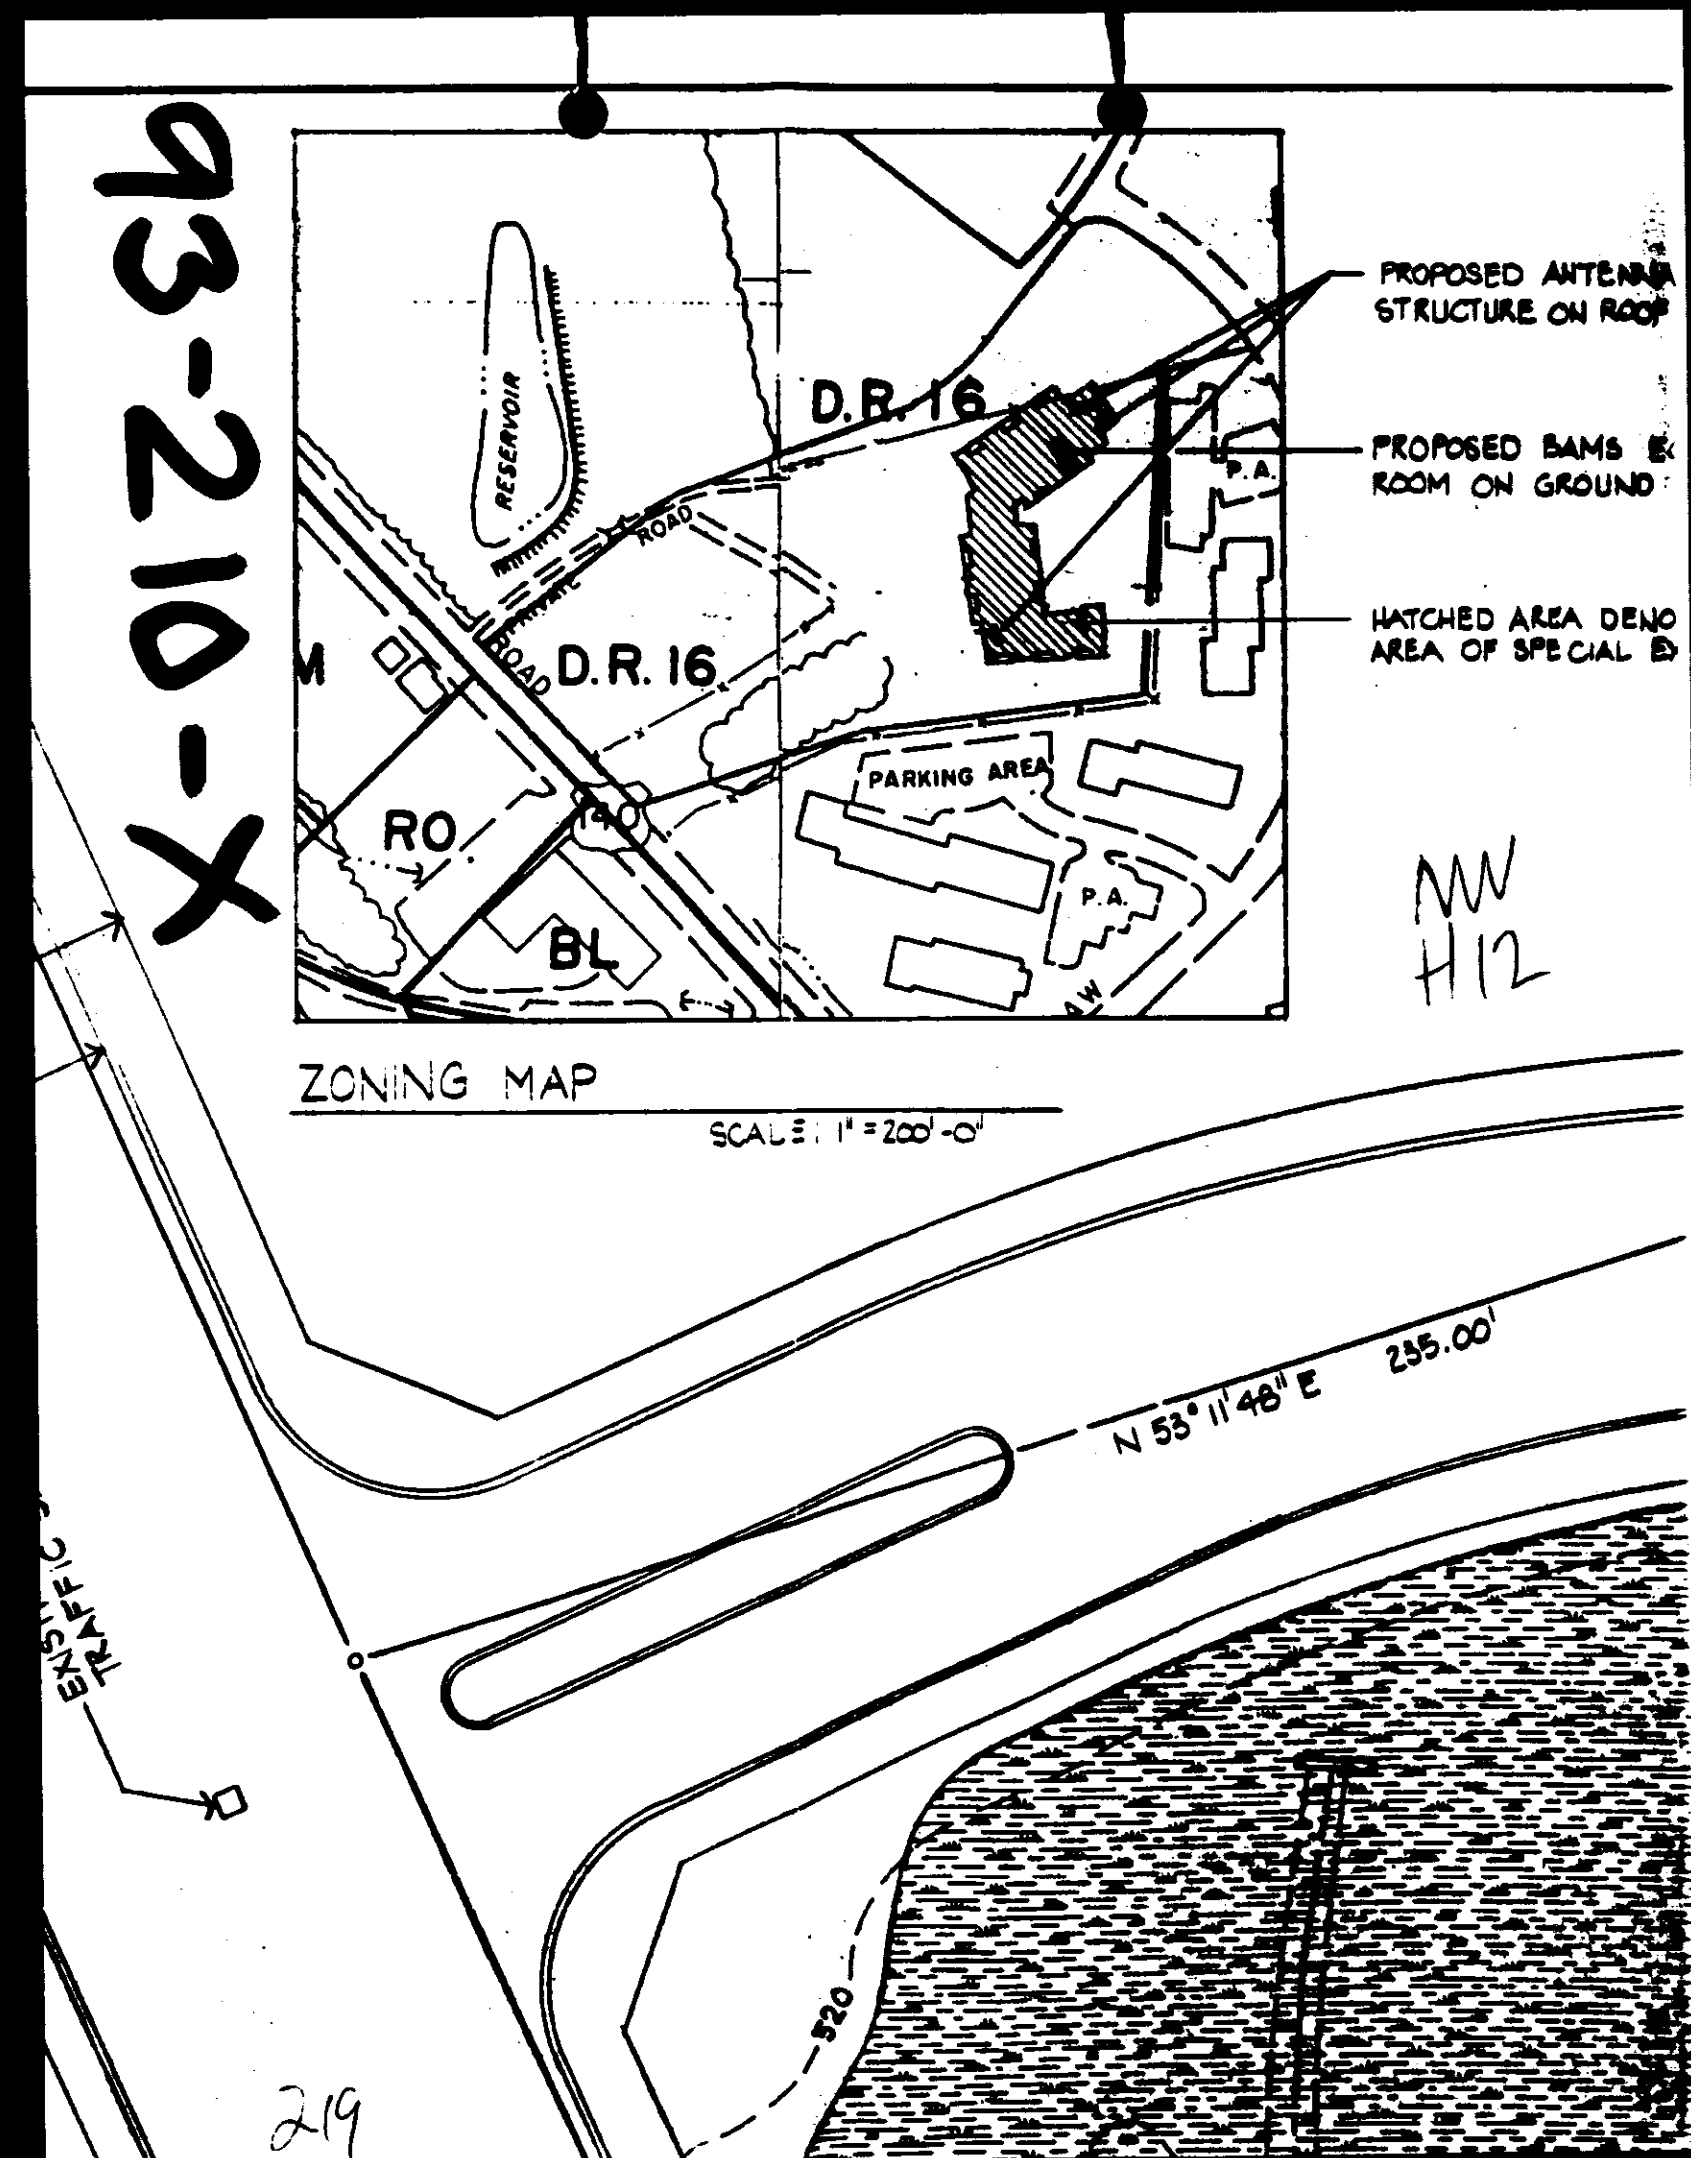 93-210-X
PROPOSED ANTENNA
STRUCTURE ON ROOF
D.R. 16
RESERVOIR
PROPOSED BAMS
ROOM ON GROUND
P.A.
ROAD
PRIVATE
HATCHED AREA DENO
AREA OF SPECIAL
M
ROAD
D.R. 16
PARKING AREA
RO
140
P.A.
BL
AW
NW
H12
ZONING MAP
SCALE: 1" = 200'-0"
N 53° 11' 48" E 235.00'
TRAFFIC
520
219